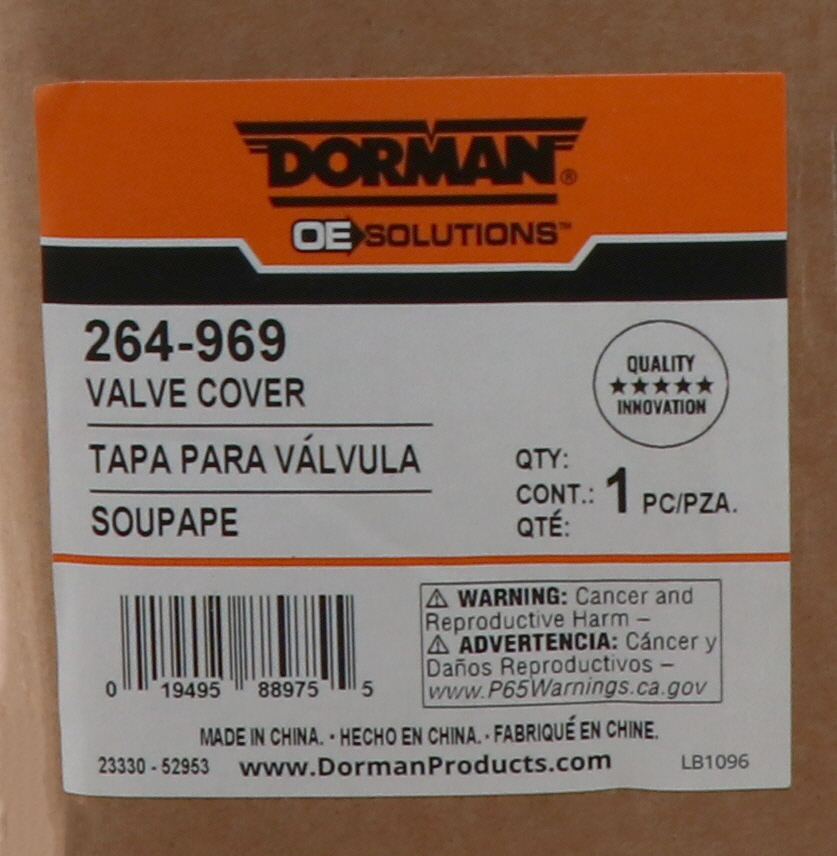 DORMAN®
OE SOLUTIONS™
264-969
VALVE COVER
TAPA PARA VÁLVULA
SOUPAPE
QUALITY
★★★★★
INNOVATION
QTY:
CONT.: 1 PC/PZA.
QTÉ:
0 19495 88975 5
⚠ WARNING: Cancer and
Reproductive Harm –
⚠ ADVERTENCIA: Cáncer y
Daños Reproductivos –
www.P65Warnings.ca.gov
MADE IN CHINA. • HECHO EN CHINA. • FABRIQUÉ EN CHINE.
23330 - 52953 www.DormanProducts.com LB1096